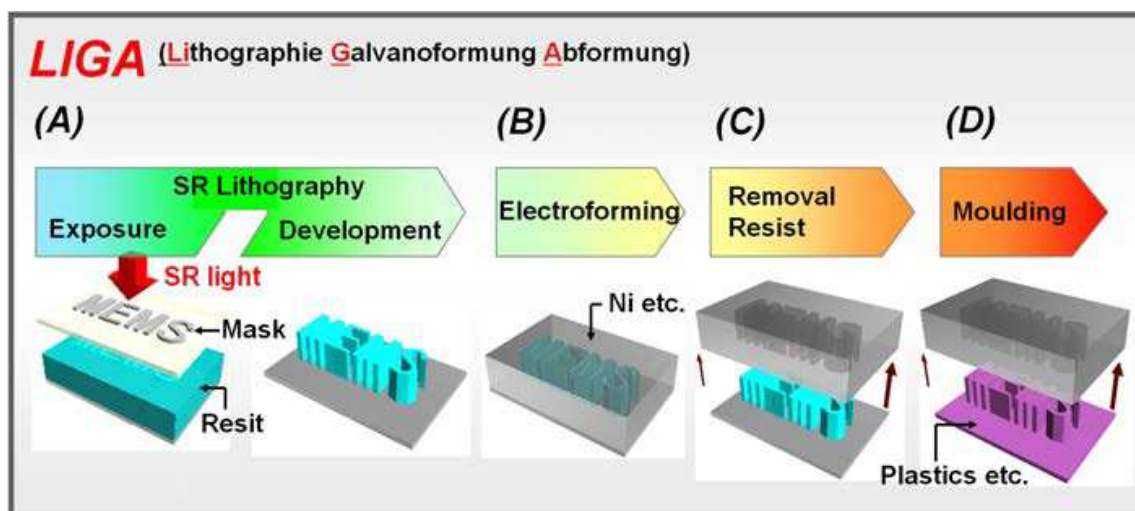 LIGA (Lithographie Galvanoformung Abformung)
(A)
(B)
(C)
(D)
SR Lithography
Exposure
Development
Electroforming
Removal
Resist
Moulding
SR light
MEMS
Mask
Resit
Ni etc.
Plastics etc.